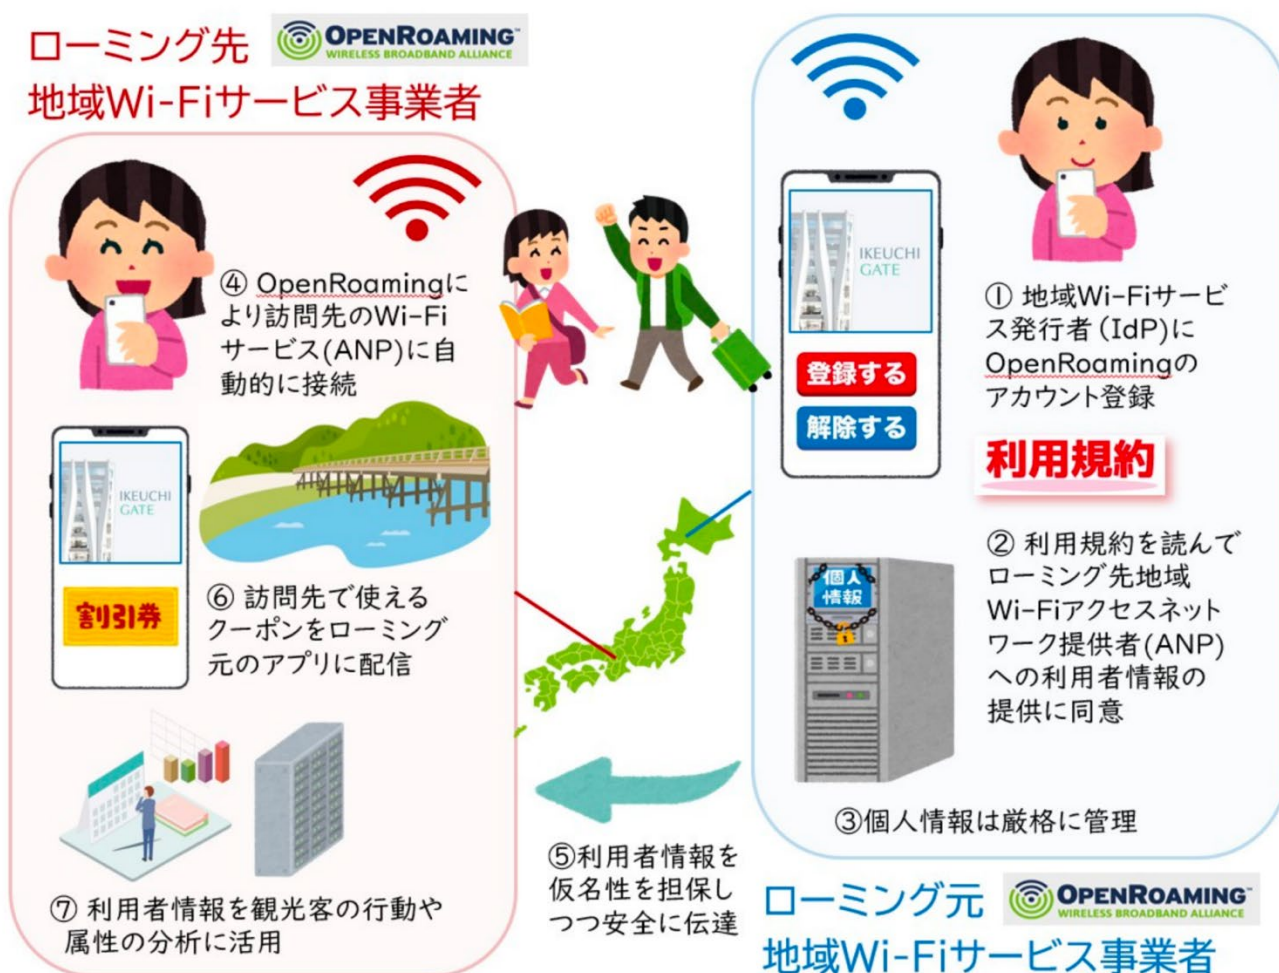 ローミング先
OPENROAMING™
WIRELESS BROADBAND ALLIANCE
地域Wi-Fiサービス事業者
④ OpenRoamingに
より訪問先のWi-Fi
サービス(ANP)に自
動的に接続
IKEUCHI
GATE
割引券
⑥ 訪問先で使える
クーポンをローミング
元のアプリに配信
⑦ 利用者情報を観光客の行動や
属性の分析に活用
⑤利用者情報を
仮名性を担保し
つつ安全に伝達
IKEUCHI
GATE
登録する
解除する
① 地域Wi-Fiサービ
ス発行者(IdP)に
OpenRoamingの
アカウント登録
利用規約
② 利用規約を読んで
ローミング先地域
Wi-Fiアクセスネット
ワーク提供者(ANP)
への利用者情報の
提供に同意
個人
情報
③個人情報は厳格に管理
ローミング元
OPENROAMING™
WIRELESS BROADBAND ALLIANCE
地域Wi-Fiサービス事業者